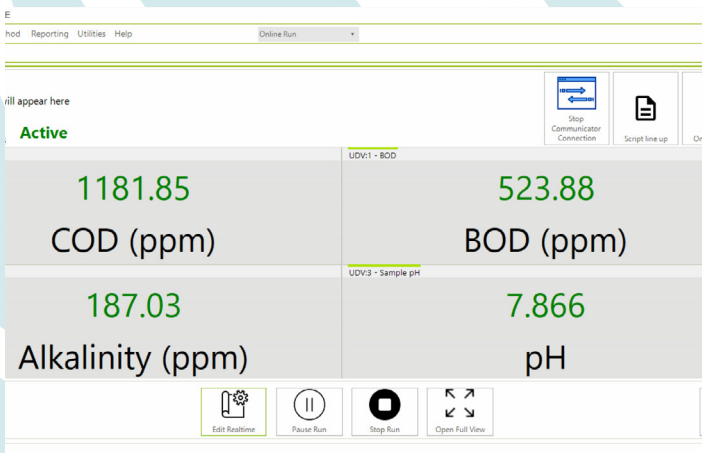 E
hod Reporting Utilities Help Online Run
will appear here
Active
Stop
Communicator
Connection
Script line up
On
UDV:1 - BOD
1181.85
523.88
COD (ppm)
BOD (ppm)
UDV:3 - Sample pH
187.03
7.866
Alkalinity (ppm)
pH
Edit Realtime
Pause Run
Stop Run
Open Full View